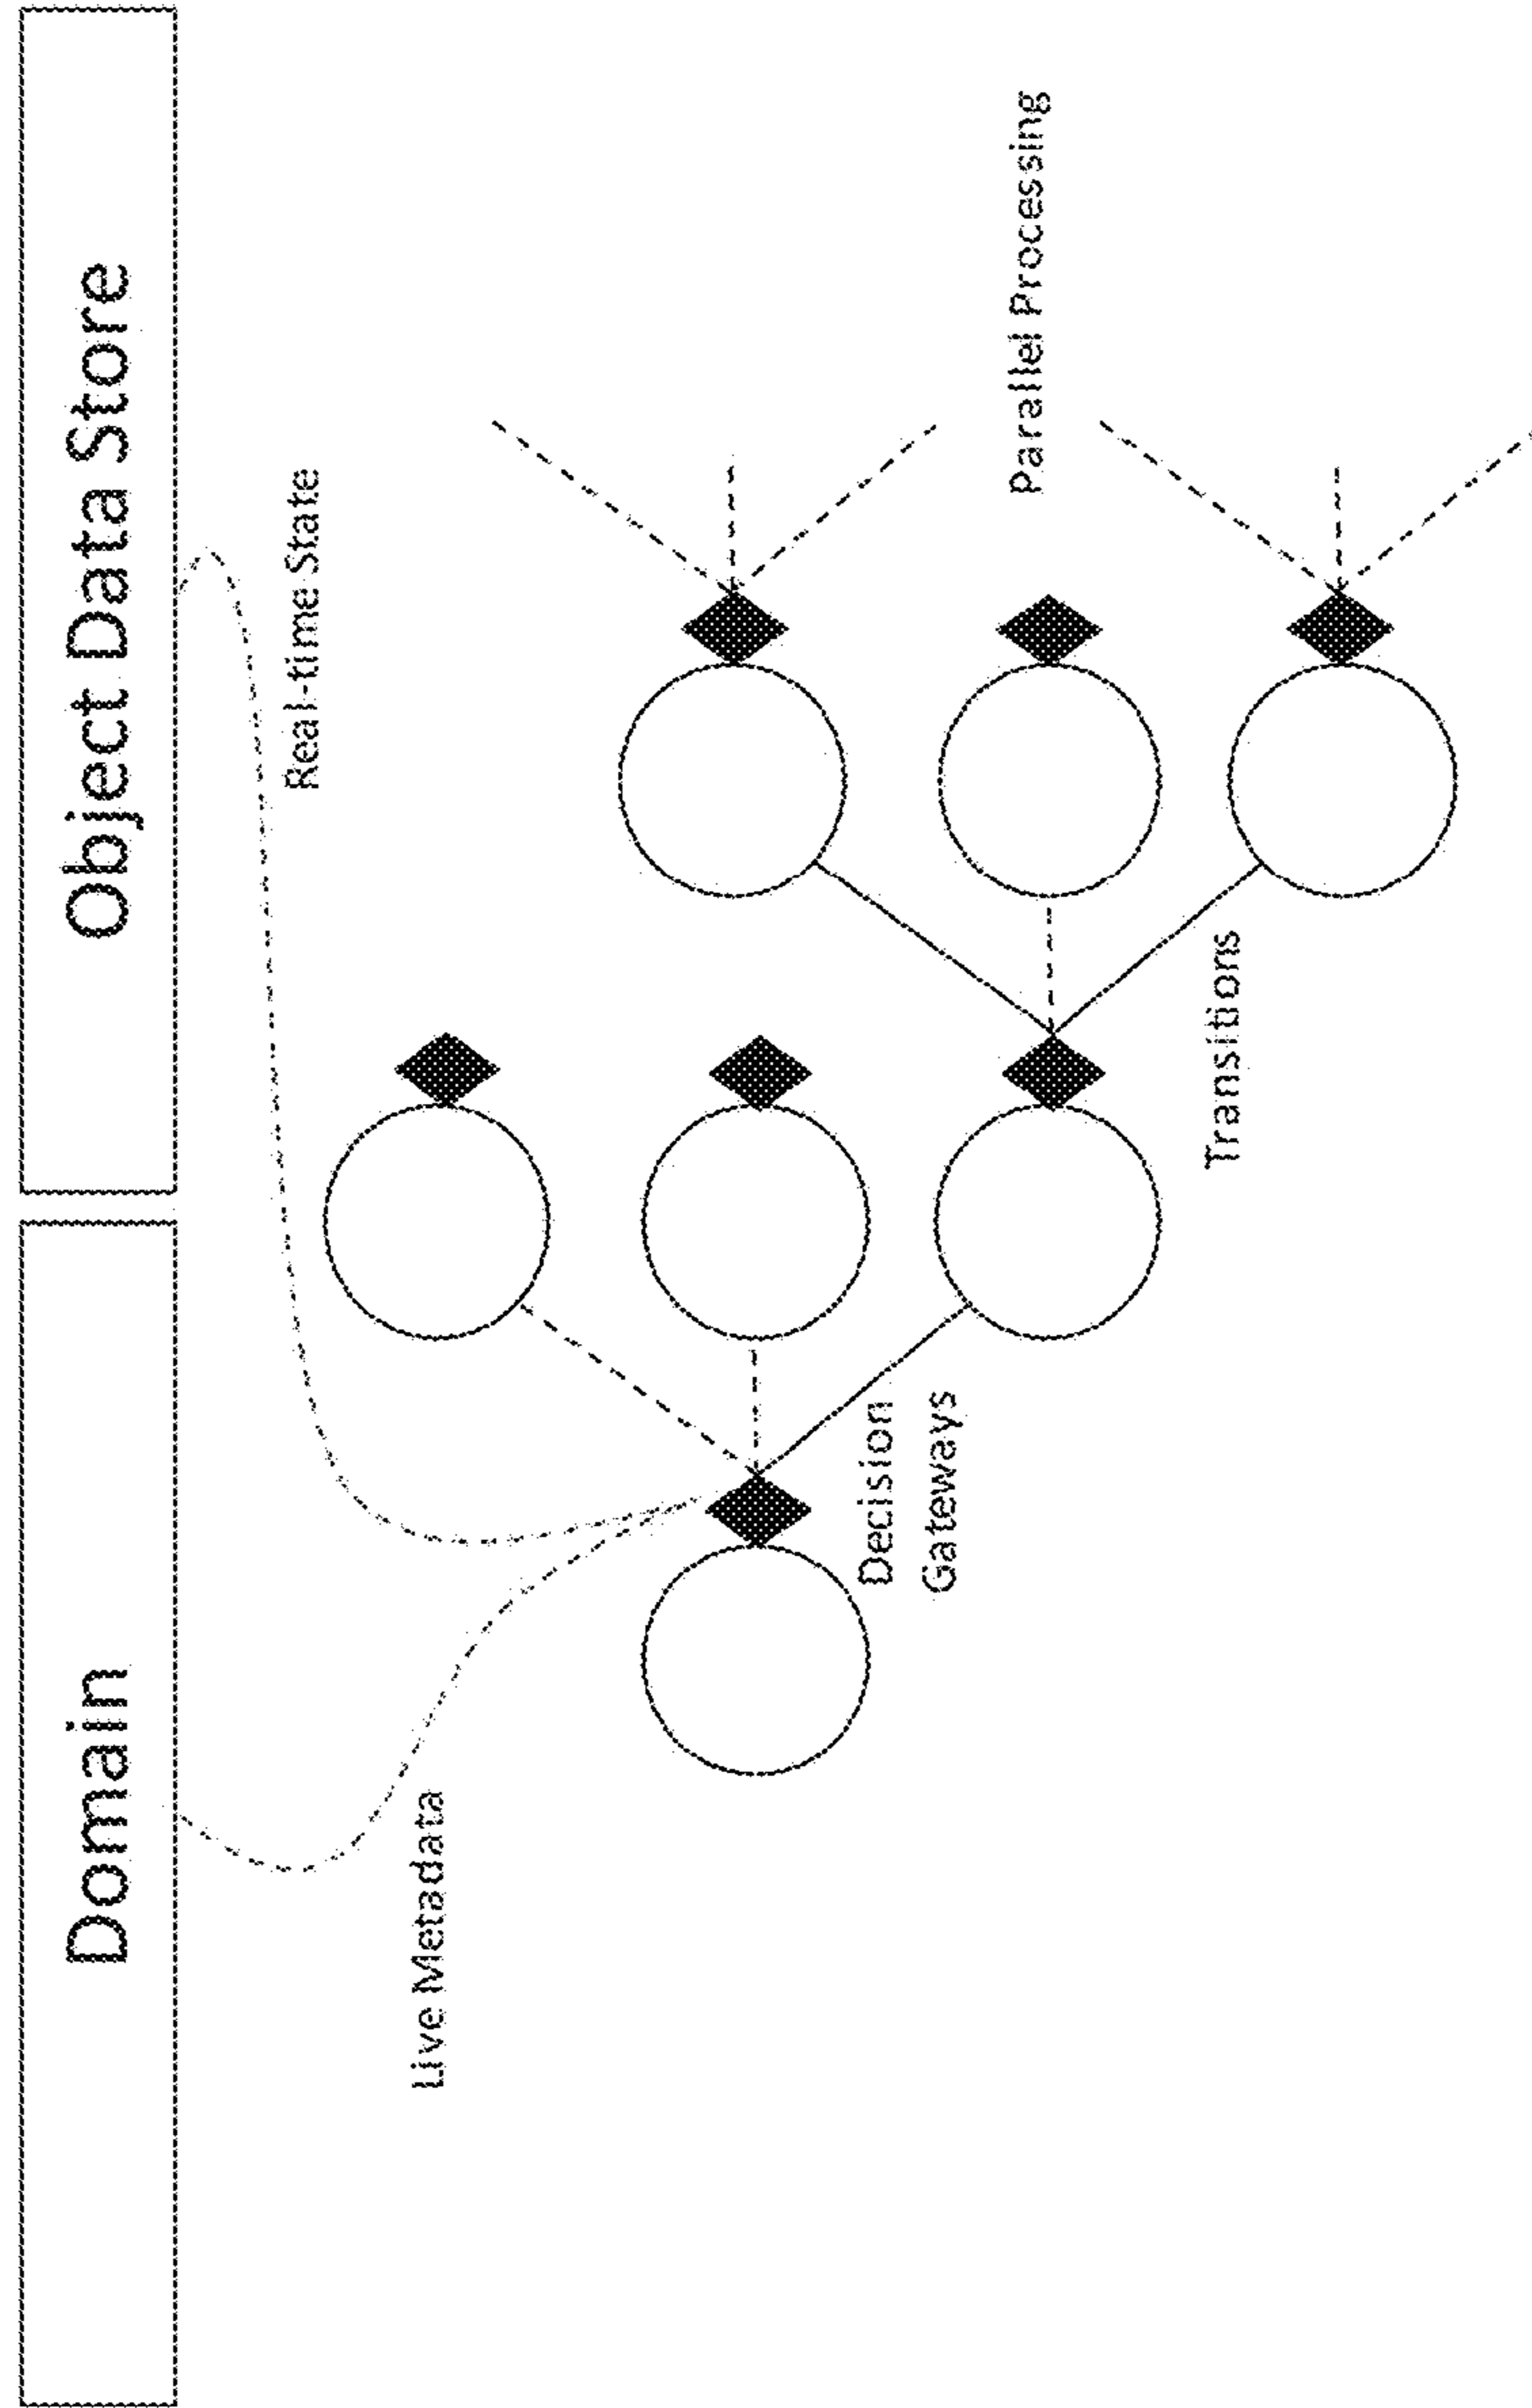 Domain
Object Data Store
Real-time State
Live Metadata
Decision
Gateways
Parallel Processing
Transitions